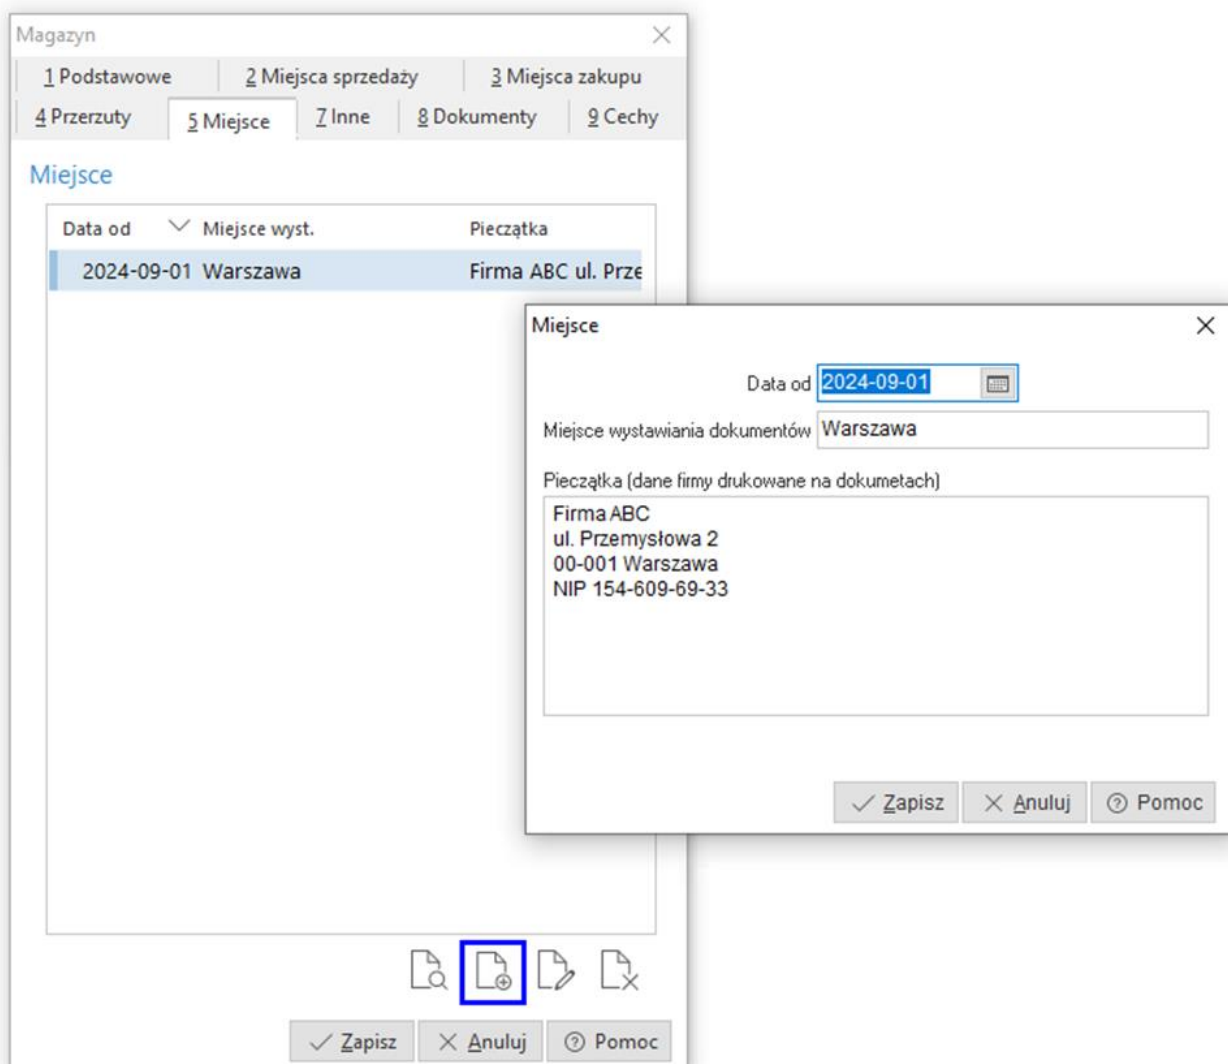 Magazyn
1 Podstawowe 2 Miejsca sprzedaży 3 Miejsca zakupu
4 Przerzuty 5 Miejsce 7 Inne 8 Dokumenty 9 Cechy
Miejsce
Data od Miejsce wyst. Pieczątka
2024-09-01 Warszawa Firma ABC ul. Prze
Miejsce
Data od 2024-09-01
Miejsce wystawiania dokumentów Warszawa
Pieczątka (dane firmy drukowane na dokumetach)
Firma ABC
ul. Przemysłowa 2
00-001 Warszawa
NIP 154-609-69-33
Zapisz Anuluj Pomoc
Zapisz Anuluj Pomoc